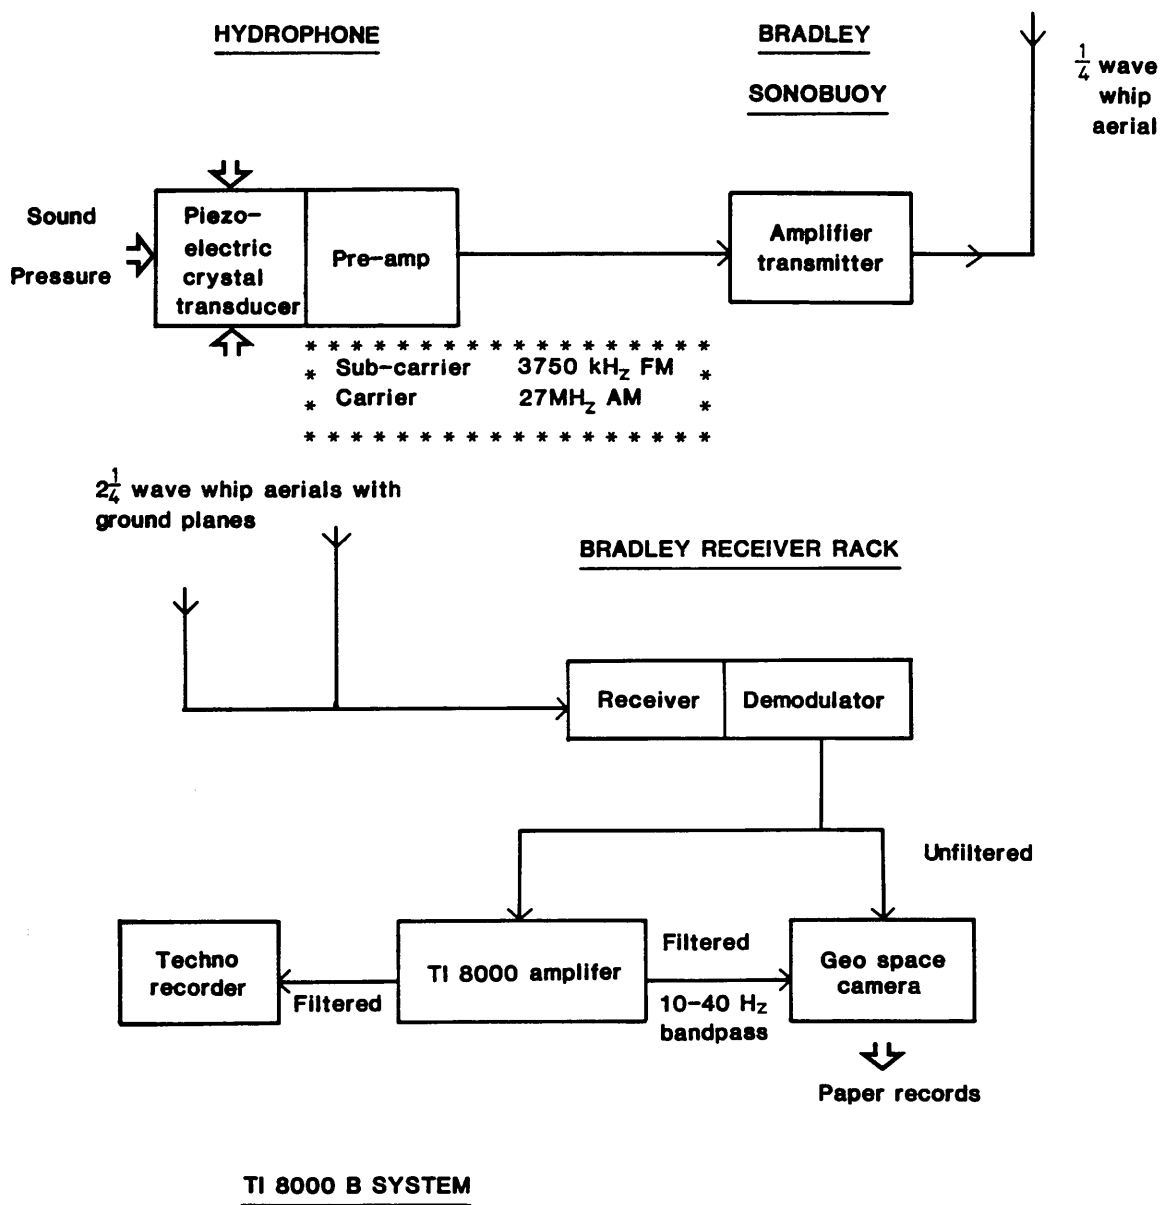 HYDROPHONE
BRADLEY
SONOBUOY
1/4 wave
whip
aerial
Sound
Pressure
Piezo-
electric
crystal
transducer
Pre-amp
Amplifier
transmitter
* * * * * * * * * * * * * * * * * *
* Sub-carrier 3750 kHz FM *
* Carrier 27MHz AM *
* * * * * * * * * * * * * * * * * *
2 1/4 wave whip aerials with
ground planes
BRADLEY RECEIVER RACK
Receiver
Demodulator
Unfiltered
Techno
recorder
Filtered
TI 8000 amplifer
Filtered
10-40 Hz
bandpass
Geo space
camera
Paper records
TI 8000 B SYSTEM